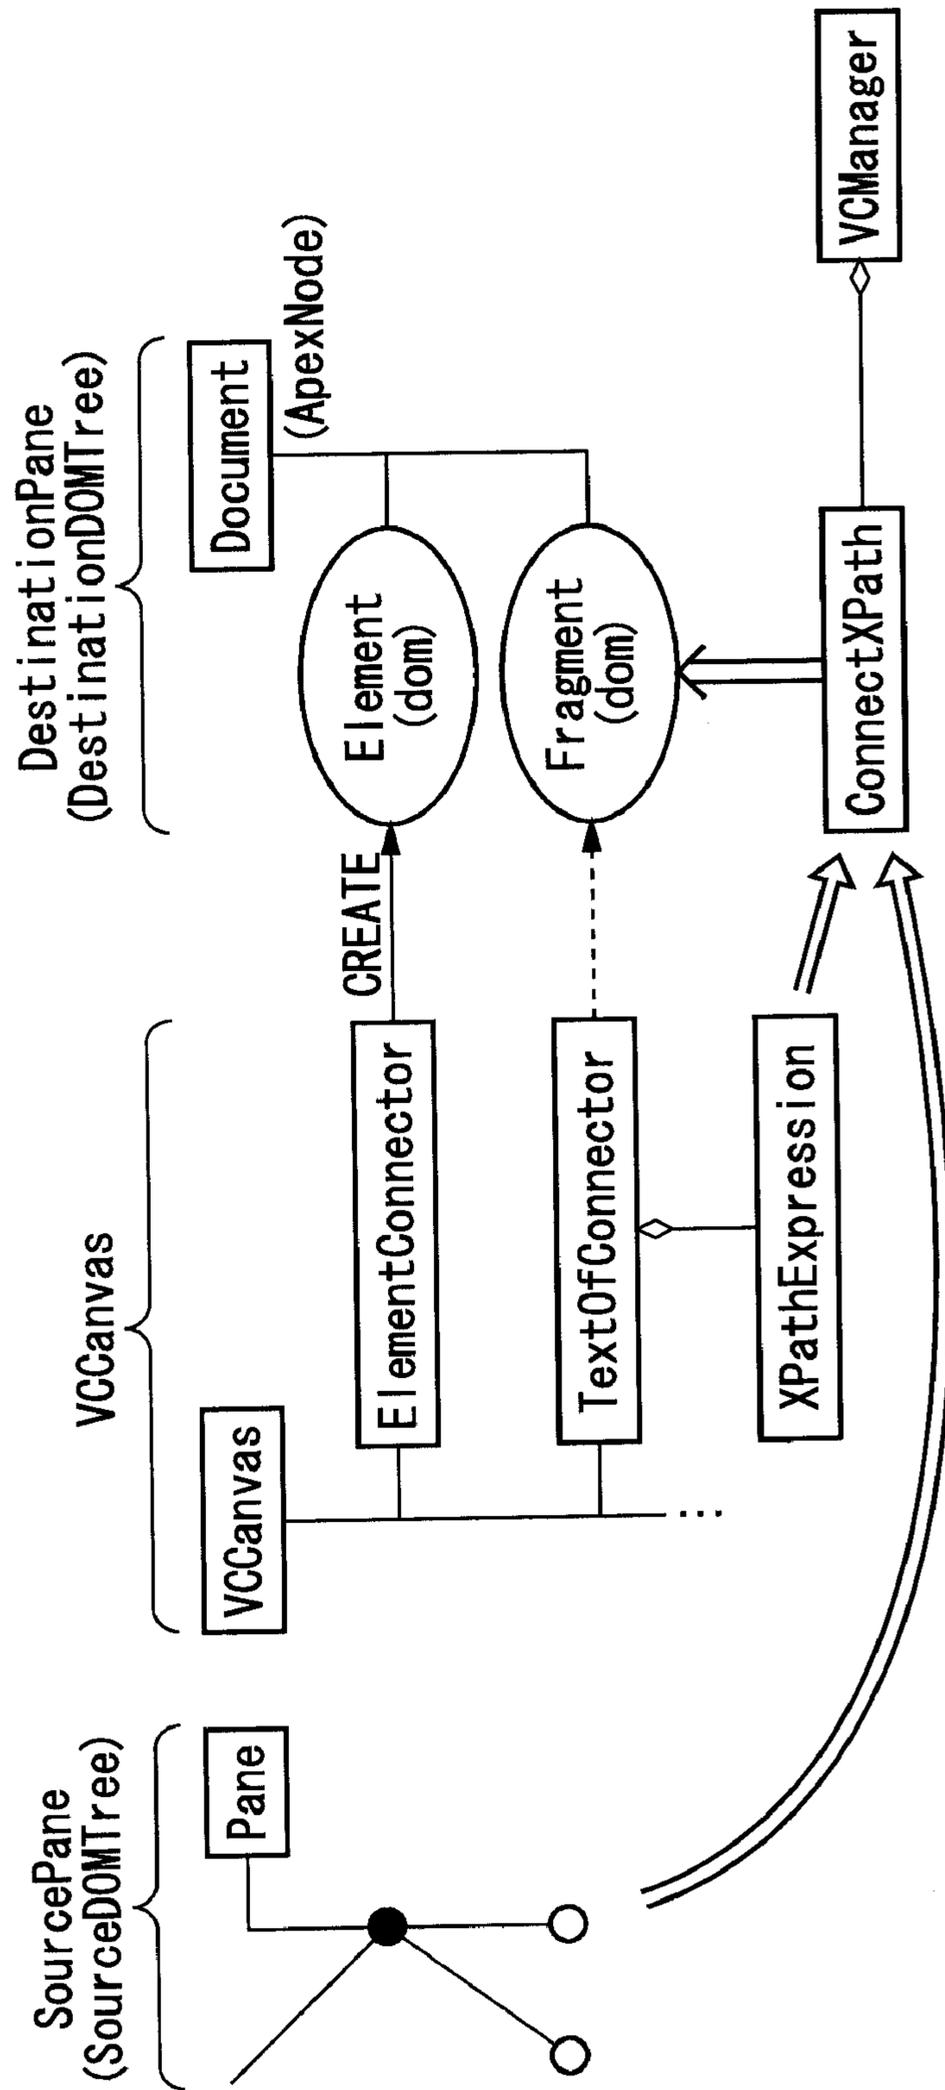 SourcePane
(SourceDOMTree)
VCCanvas
DestinationPane
(DestinationDOMTree)
Pane
VCCanvas
Document
(ApexNode)
ElementConnector
CREATE
Element
(dom)
TextOfConnector
Fragment
(dom)
XPathExpression
ConnectXPath
VCManager
...